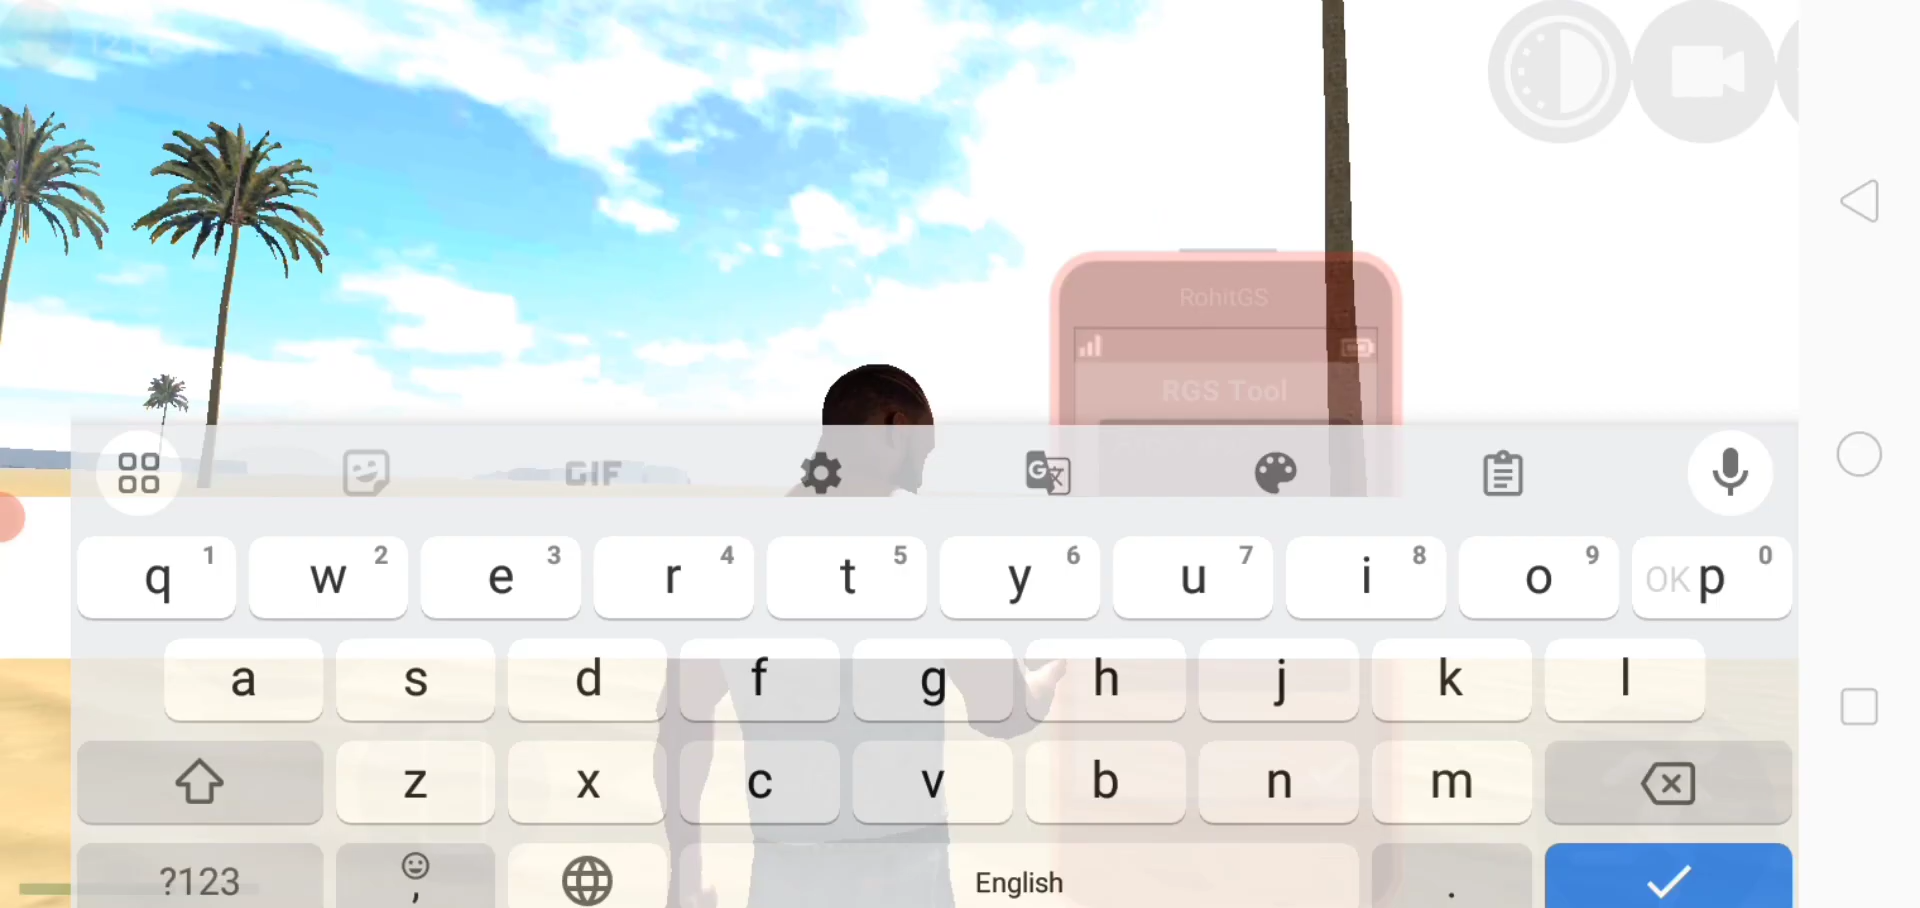 RohitGS
RGS Tool
GIF
G
q 1 w 2 e 3 r 4 t 5 y 6 u 7 i 8 o 9 OK p 0
a s d f g h j k l
z x c v b n m
?123 , English .